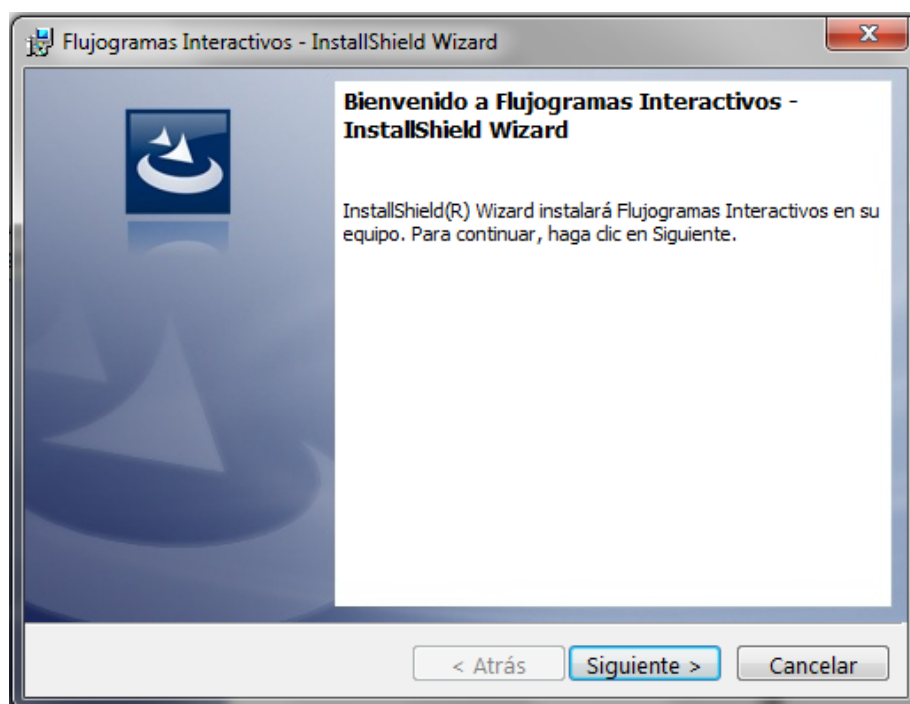 Flujogramas Interactivos - InstallShield Wizard
Bienvenido a Flujogramas Interactivos -
InstallShield Wizard
InstallShield(R) Wizard instalará Flujogramas Interactivos en su
equipo. Para continuar, haga clic en Siguiente.
< Atrás Siguiente > Cancelar